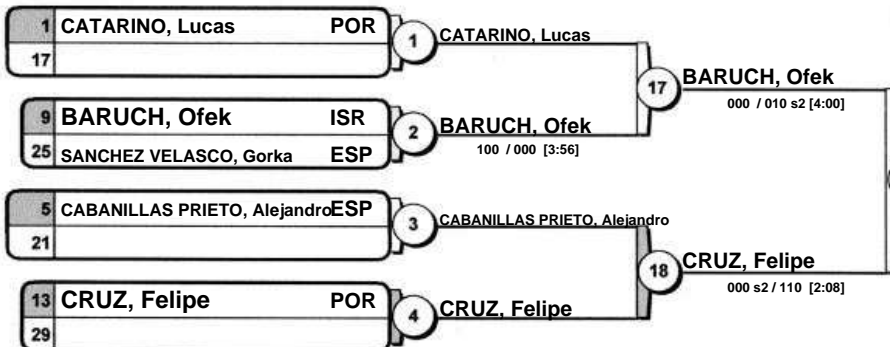 1 CATARINO, Lucas POR
17
1 CATARINO, Lucas
9 BARUCH, Ofek ISR
25 SANCHEZ VELASCO, Gorka ESP
2 BARUCH, Ofek
100 / 000 [3:56]
17 BARUCH, Ofek
000 / 010 s2 [4:00]
5 CABANILLAS PRIETO, Alejandro ESP
21
3 CABANILLAS PRIETO, Alejandro
13 CRUZ, Felipe POR
29
4 CRUZ, Felipe
18 CRUZ, Felipe
000 s2 / 110 [2:08]